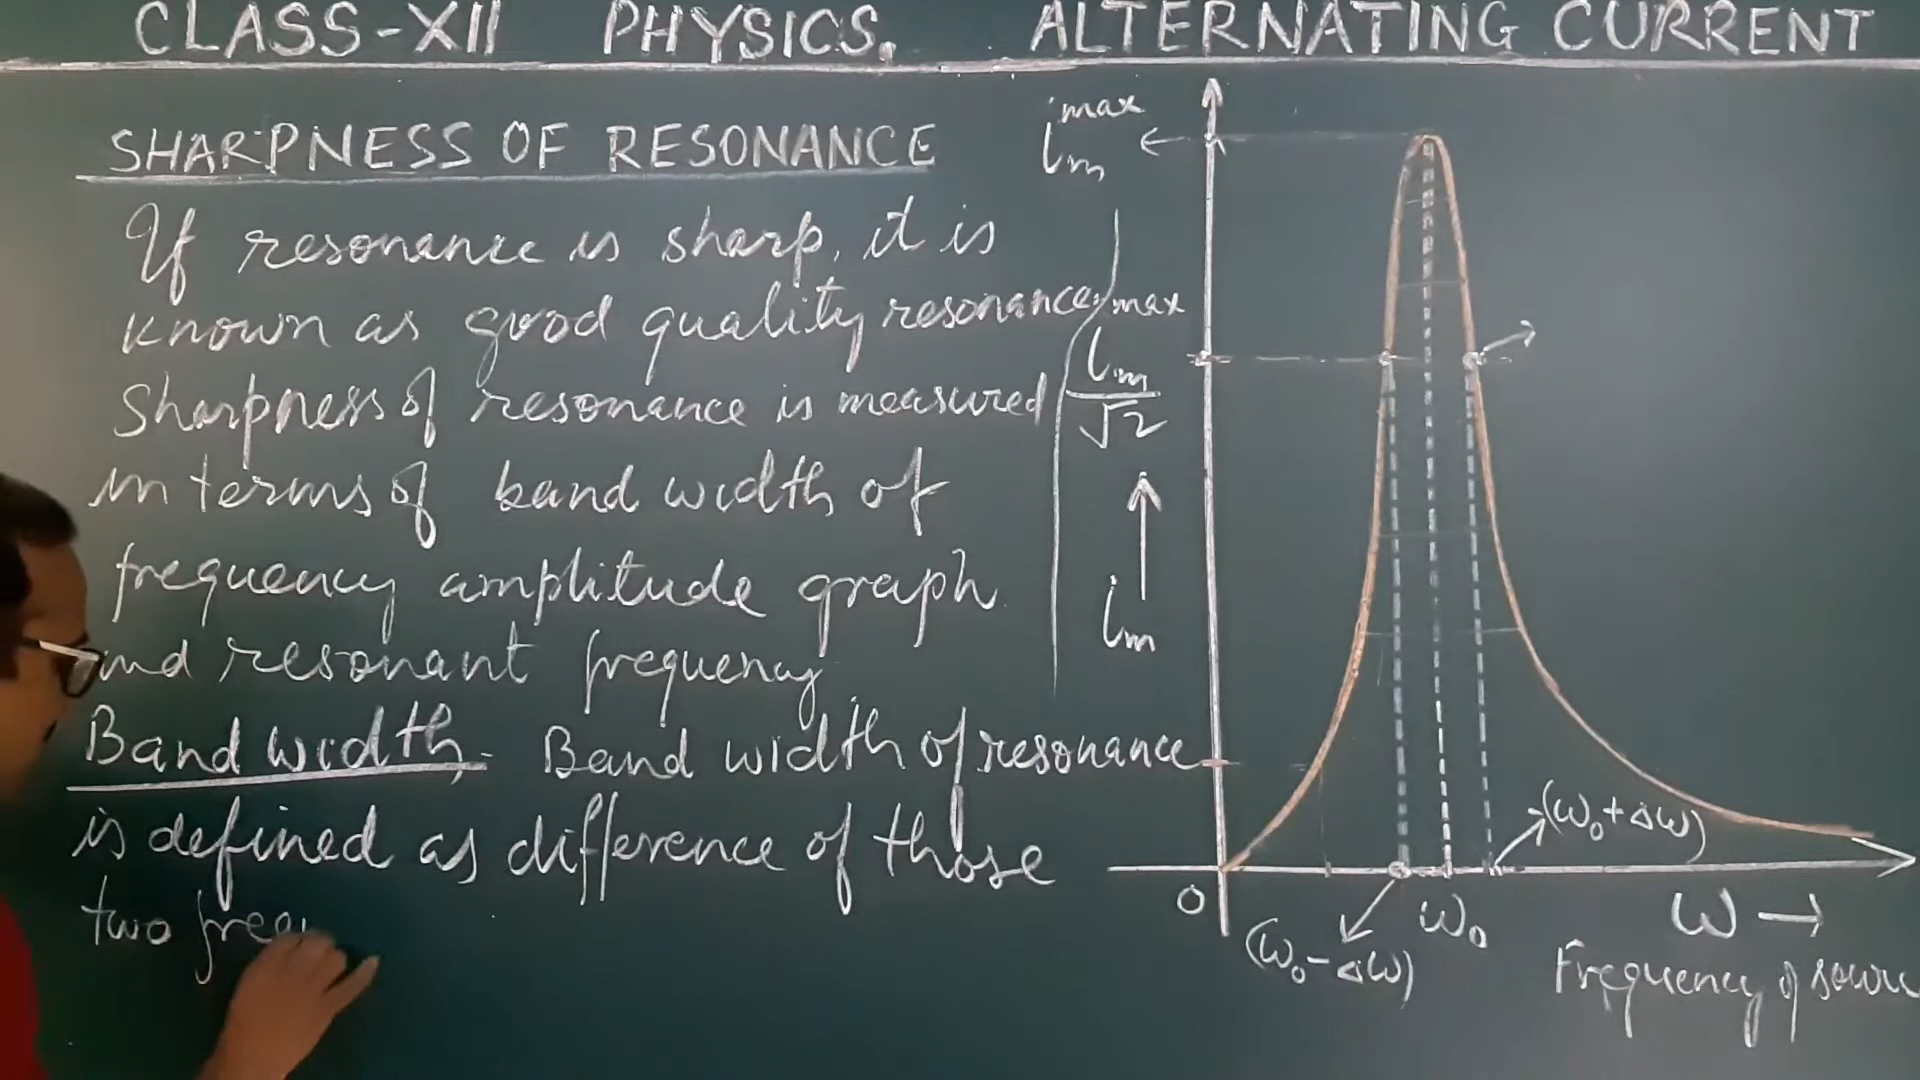 CLASS-XII PHYSICS. ALTERNATING CURRENT
SHARPNESS OF RESONANCE
If resonance is sharp, it is
known as good quality resonance
Sharpness of resonance is measured
in terms of band width of
frequency amplitude graph
and resonant frequency
Band width - Band width of resonance
is defined as difference of those
two freq
i_m^max
i_m^max/√2
i_m
0
(ω₀-Δω)
ω₀
(ω₀+Δω)
ω →
Frequency of